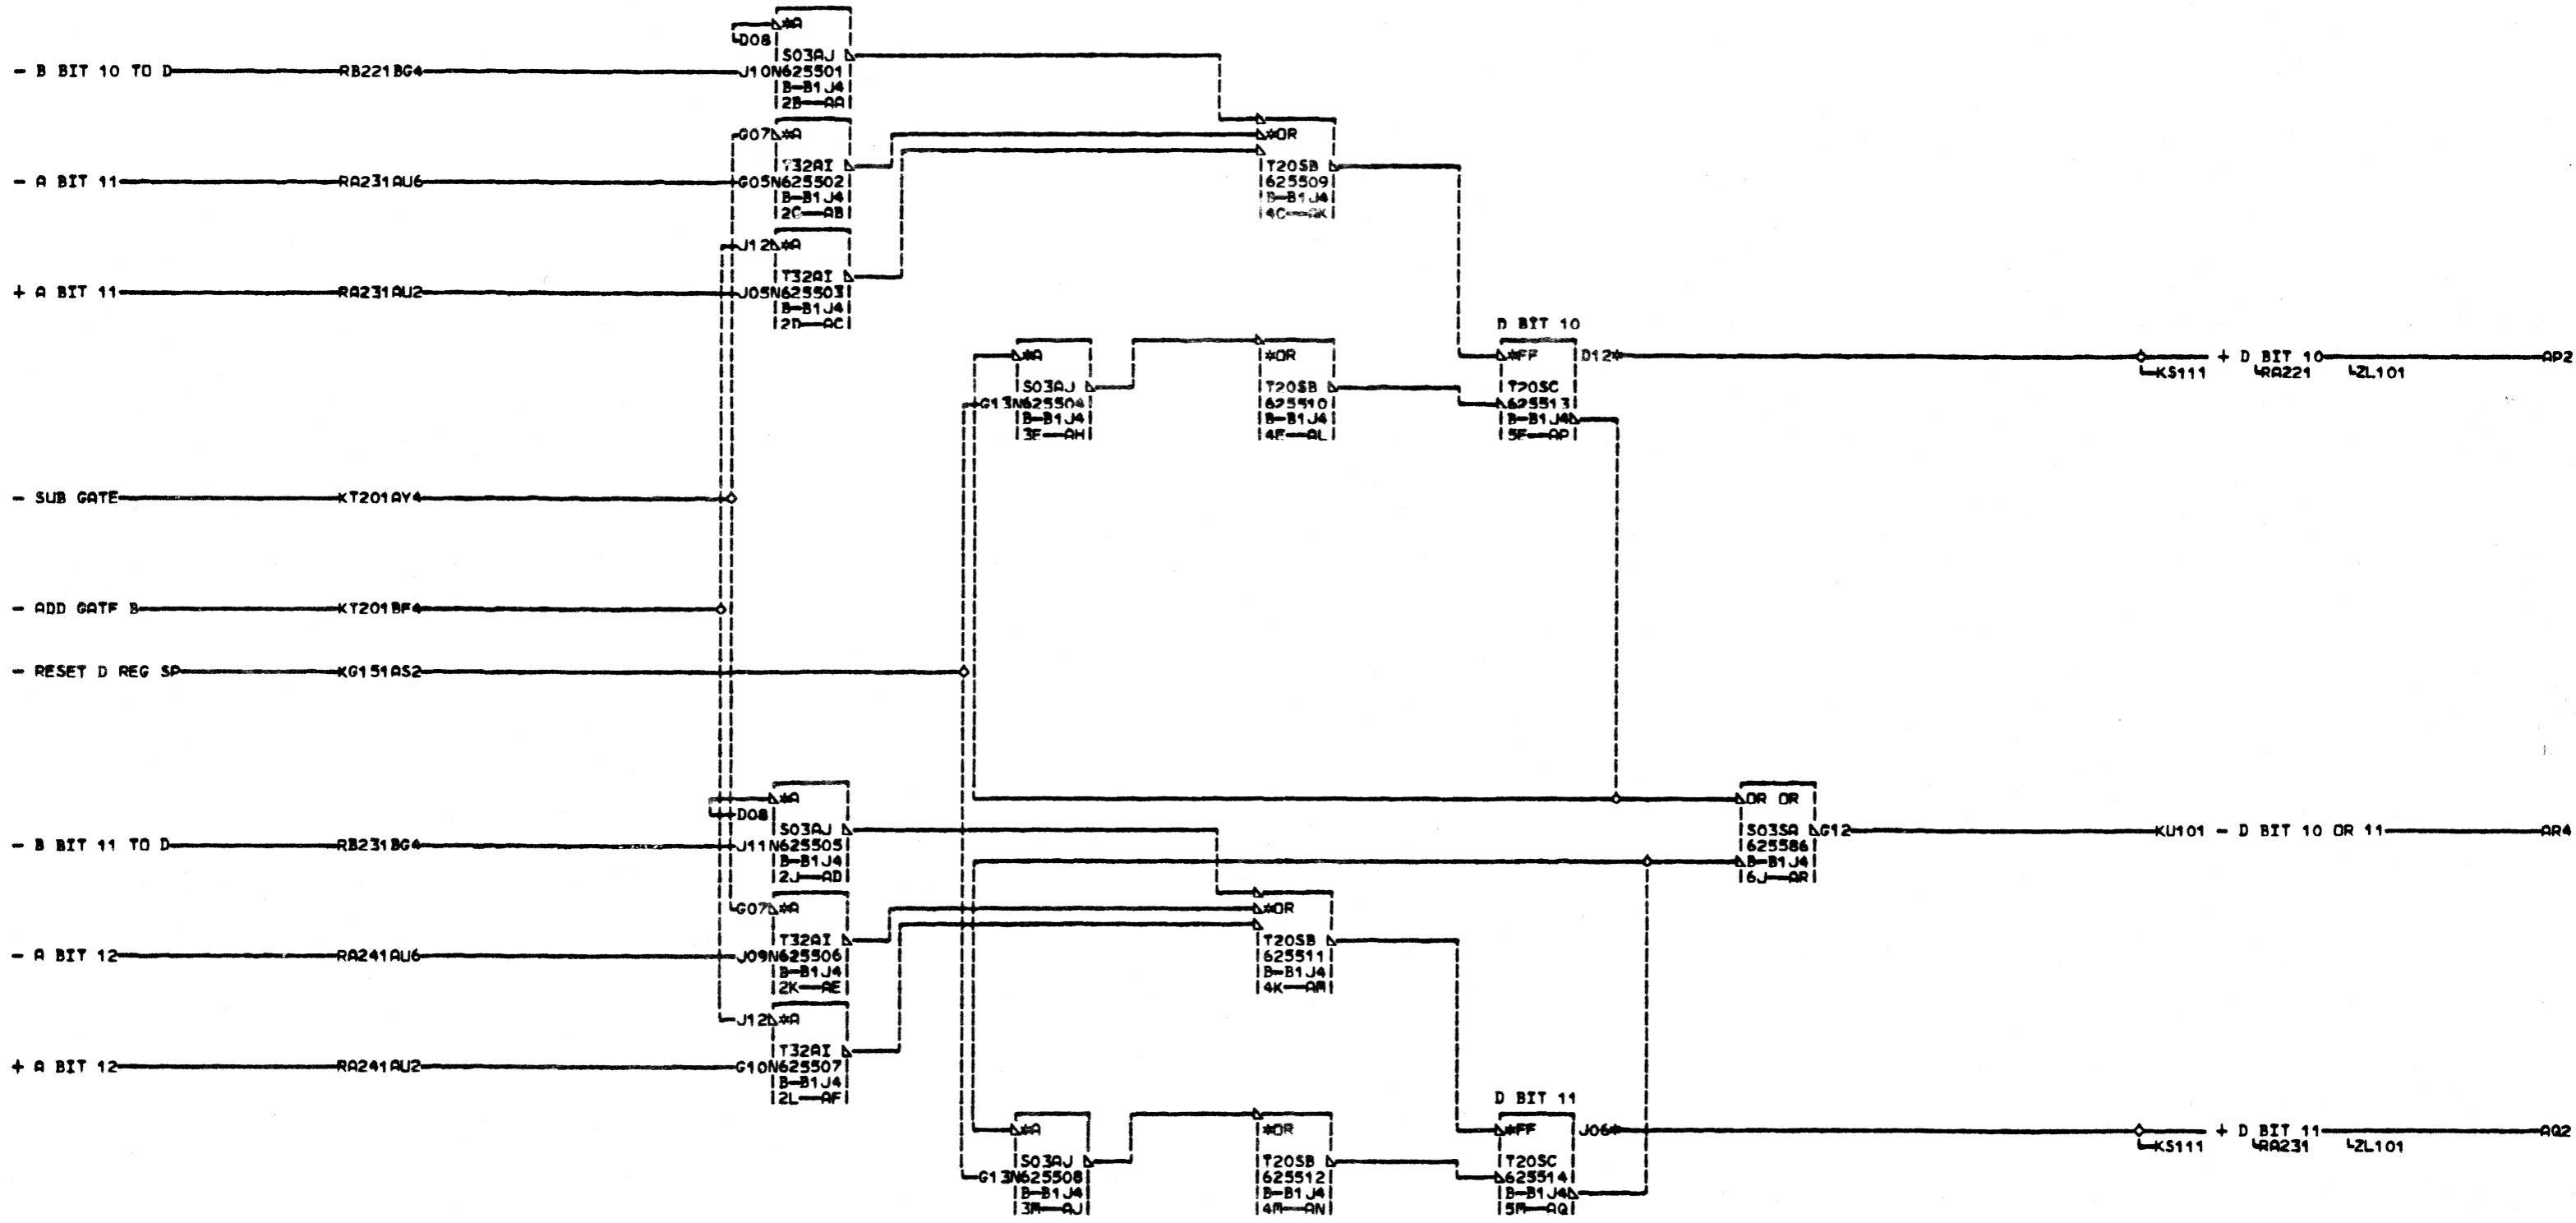 *A
D08
S03AJ
- B BIT 10 TO D RB221BG4 J10N625501
B-B1J4
2B--AA
G07 *A *OR
T32AI T20SB
- A BIT 11 RA231AU6 G05N625502 625509
B-B1J4 B-B1J4
2C--AB 4C--AK
J12 *A
T32AI
+ A BIT 11 RA231AU2 J05N625503
B-B1J4
2D--AC
D BIT 10
*A *OR *FF D12* + D BIT 10 AP2
KS111 RA221 ZL101
S03AJ T20SB T20SC
G13N625504 625510 625513
B-B1J4 B-B1J4 B-B1J4
3E--AH 4E--AL 5E--AP
- SUB GATE KT201AY4
- ADD GATE B KT201BF4
- RESET D REG SP KG151AS2
*A OR OR
D08
S03AJ S03SA G12 KU101 - D BIT 10 OR 11 AR4
- B BIT 11 TO D RB231BG4 J11N625505 625586
B-B1J4 B-B1J4
2J--AD 6J--AR
G07 *A *OR
T32AI T20SB
- A BIT 12 RA241AU6 J09N625506 625511
B-B1J4 B-B1J4
2K--AE 4K--AM
J12 *A
T32AI
+ A BIT 12 RA241AU2 G10N625507
B-B1J4
2L--AF
D BIT 11
*A *OR *FF J06* + D BIT 11 AQ2
KS111 RA231 ZL101
S03AJ T20SB T20SC
G13N625508 625512 625514
B-B1J4 B-B1J4 B-B1J4
3M--AJ 4M--AN 5M--AQ